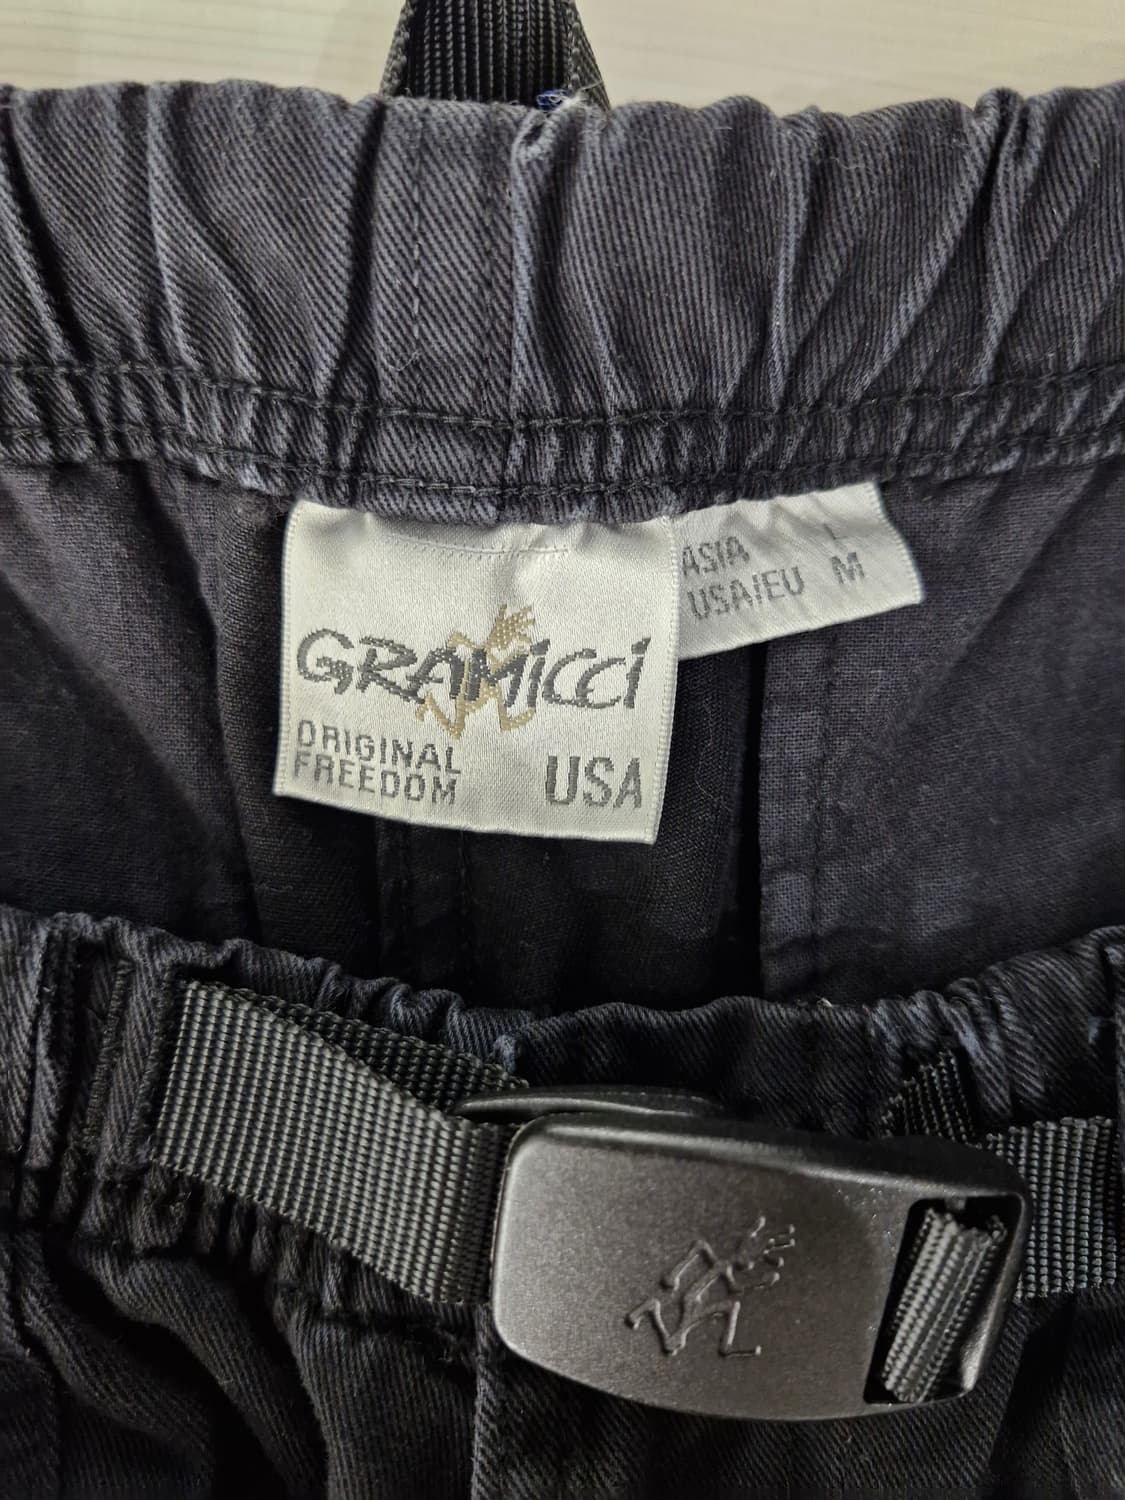 GRAMiCCi
ORIGINAL
FREEDOM
USA
ASIA L
USA/EU M